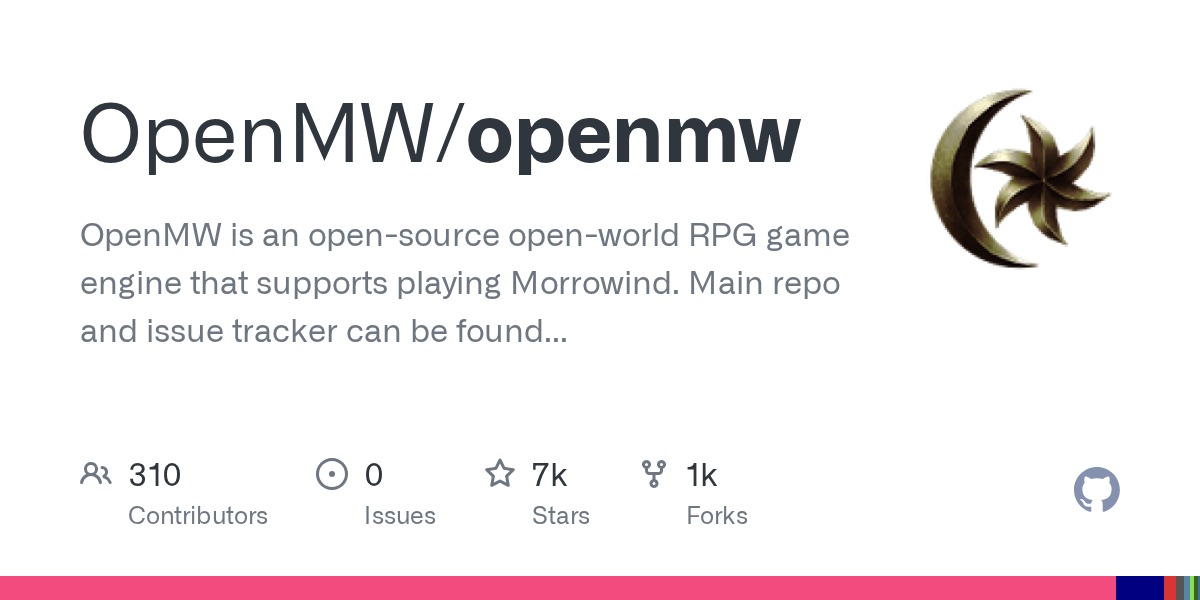 OpenMW/openmw
OpenMW is an open-source open-world RPG game
engine that supports playing Morrowind. Main repo
and issue tracker can be found...
310 0 7k 1k
Contributors Issues Stars Forks